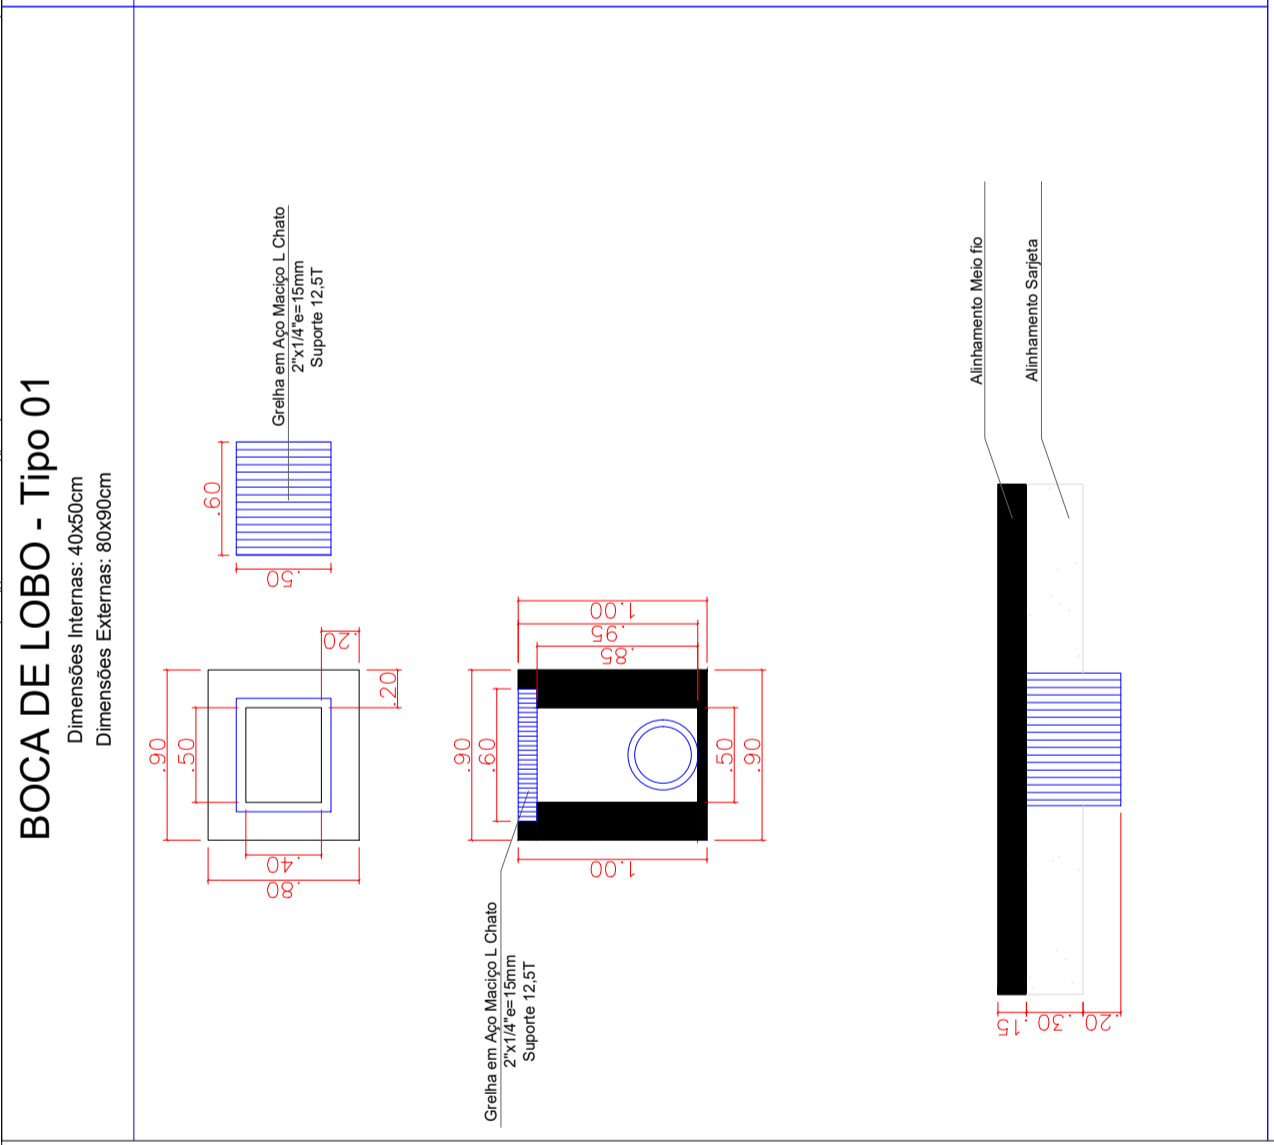 BOCA DE LOBO - Tipo 01
Dimensões Internas: 40x50cm
Dimensões Externas: 80x90cm
.90
.50
.40
.80
.20
.20
.60
.50
Grelha em Aço Maciço L Chato
2"x1/4"e=15mm
Suporte 12,5T
Grelha em Aço Maciço L Chato
2"x1/4"e=15mm
Suporte 12,5T
.90
.60
1.00
1.00
.95
.85
.50
.90
Alinhamento Meio fio
Alinhamento Sarjeta
.15
.30
.20